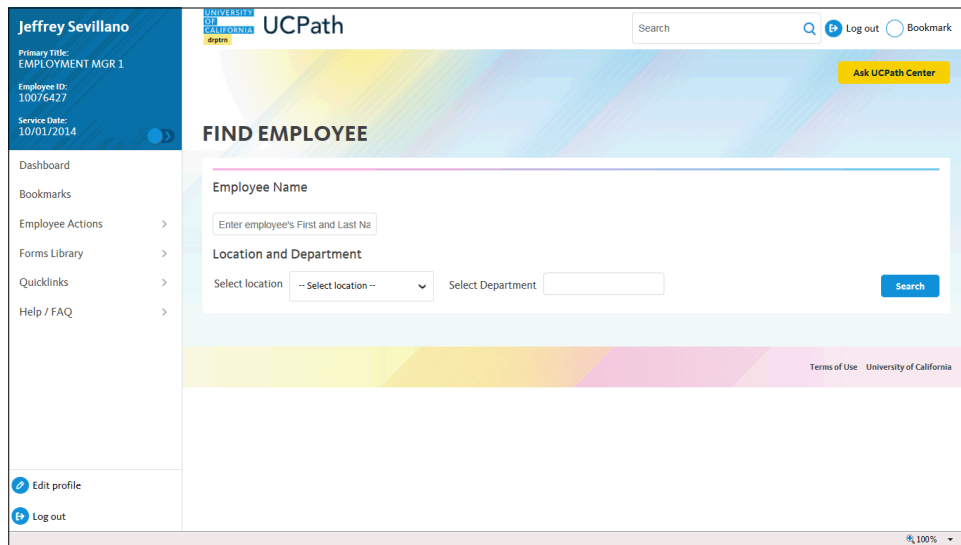 Jeffrey Sevillano
Primary Title:
EMPLOYMENT MGR 1
Employee ID:
10076427
Service Date:
10/01/2014
Dashboard
Bookmarks
Employee Actions
Forms Library
Quicklinks
Help / FAQ
Edit profile
Log out
UNIVERSITY
OF
CALIFORNIA
drptrn
UCPath
Search
Log out
Bookmark
Ask UCPath Center
FIND EMPLOYEE
Employee Name
Enter employee's First and Last Na
Location and Department
Select location
-- Select location --
Select Department
Search
Terms of Use University of California
100%